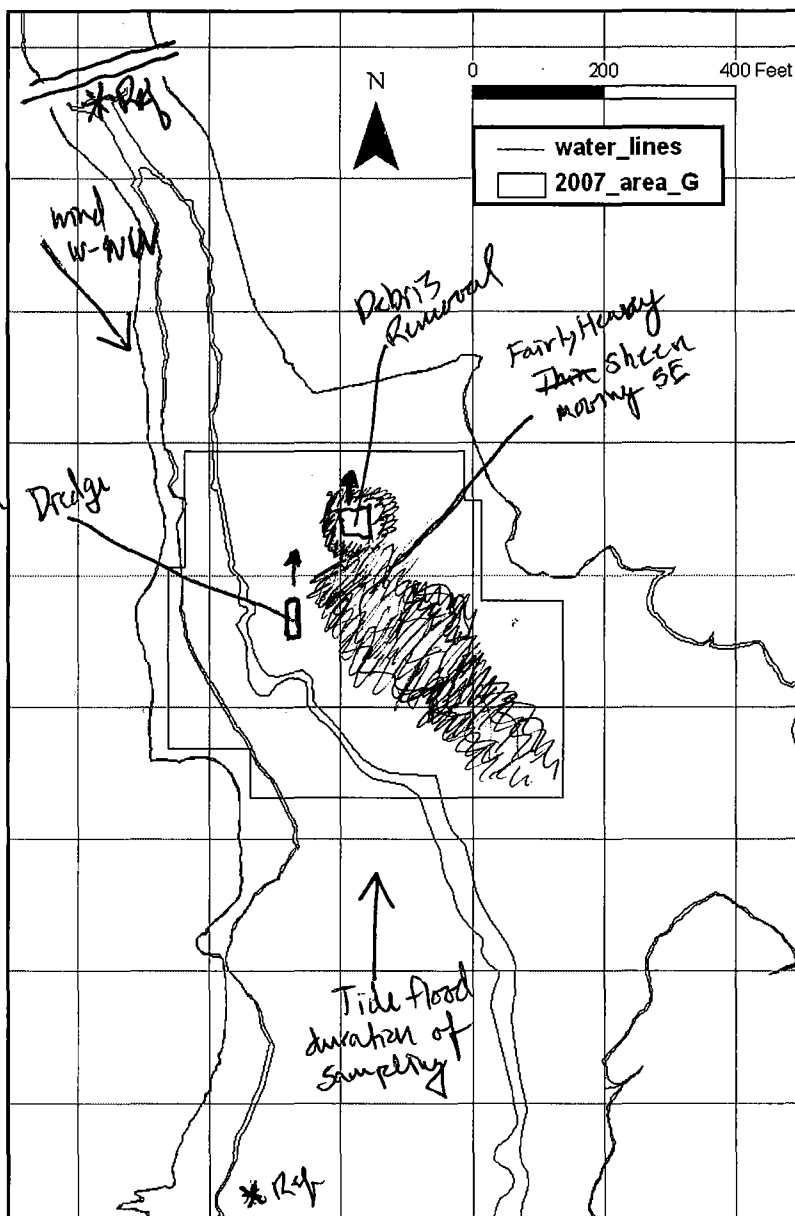 N
0 200 400 Feet
water_lines
2007_area_G
* Ref
wind
W-NW
Debris
Removal
Fairly Heavy
Sheen
moving SE
Dredge
Tide flood
duration of
sampling
* Ref